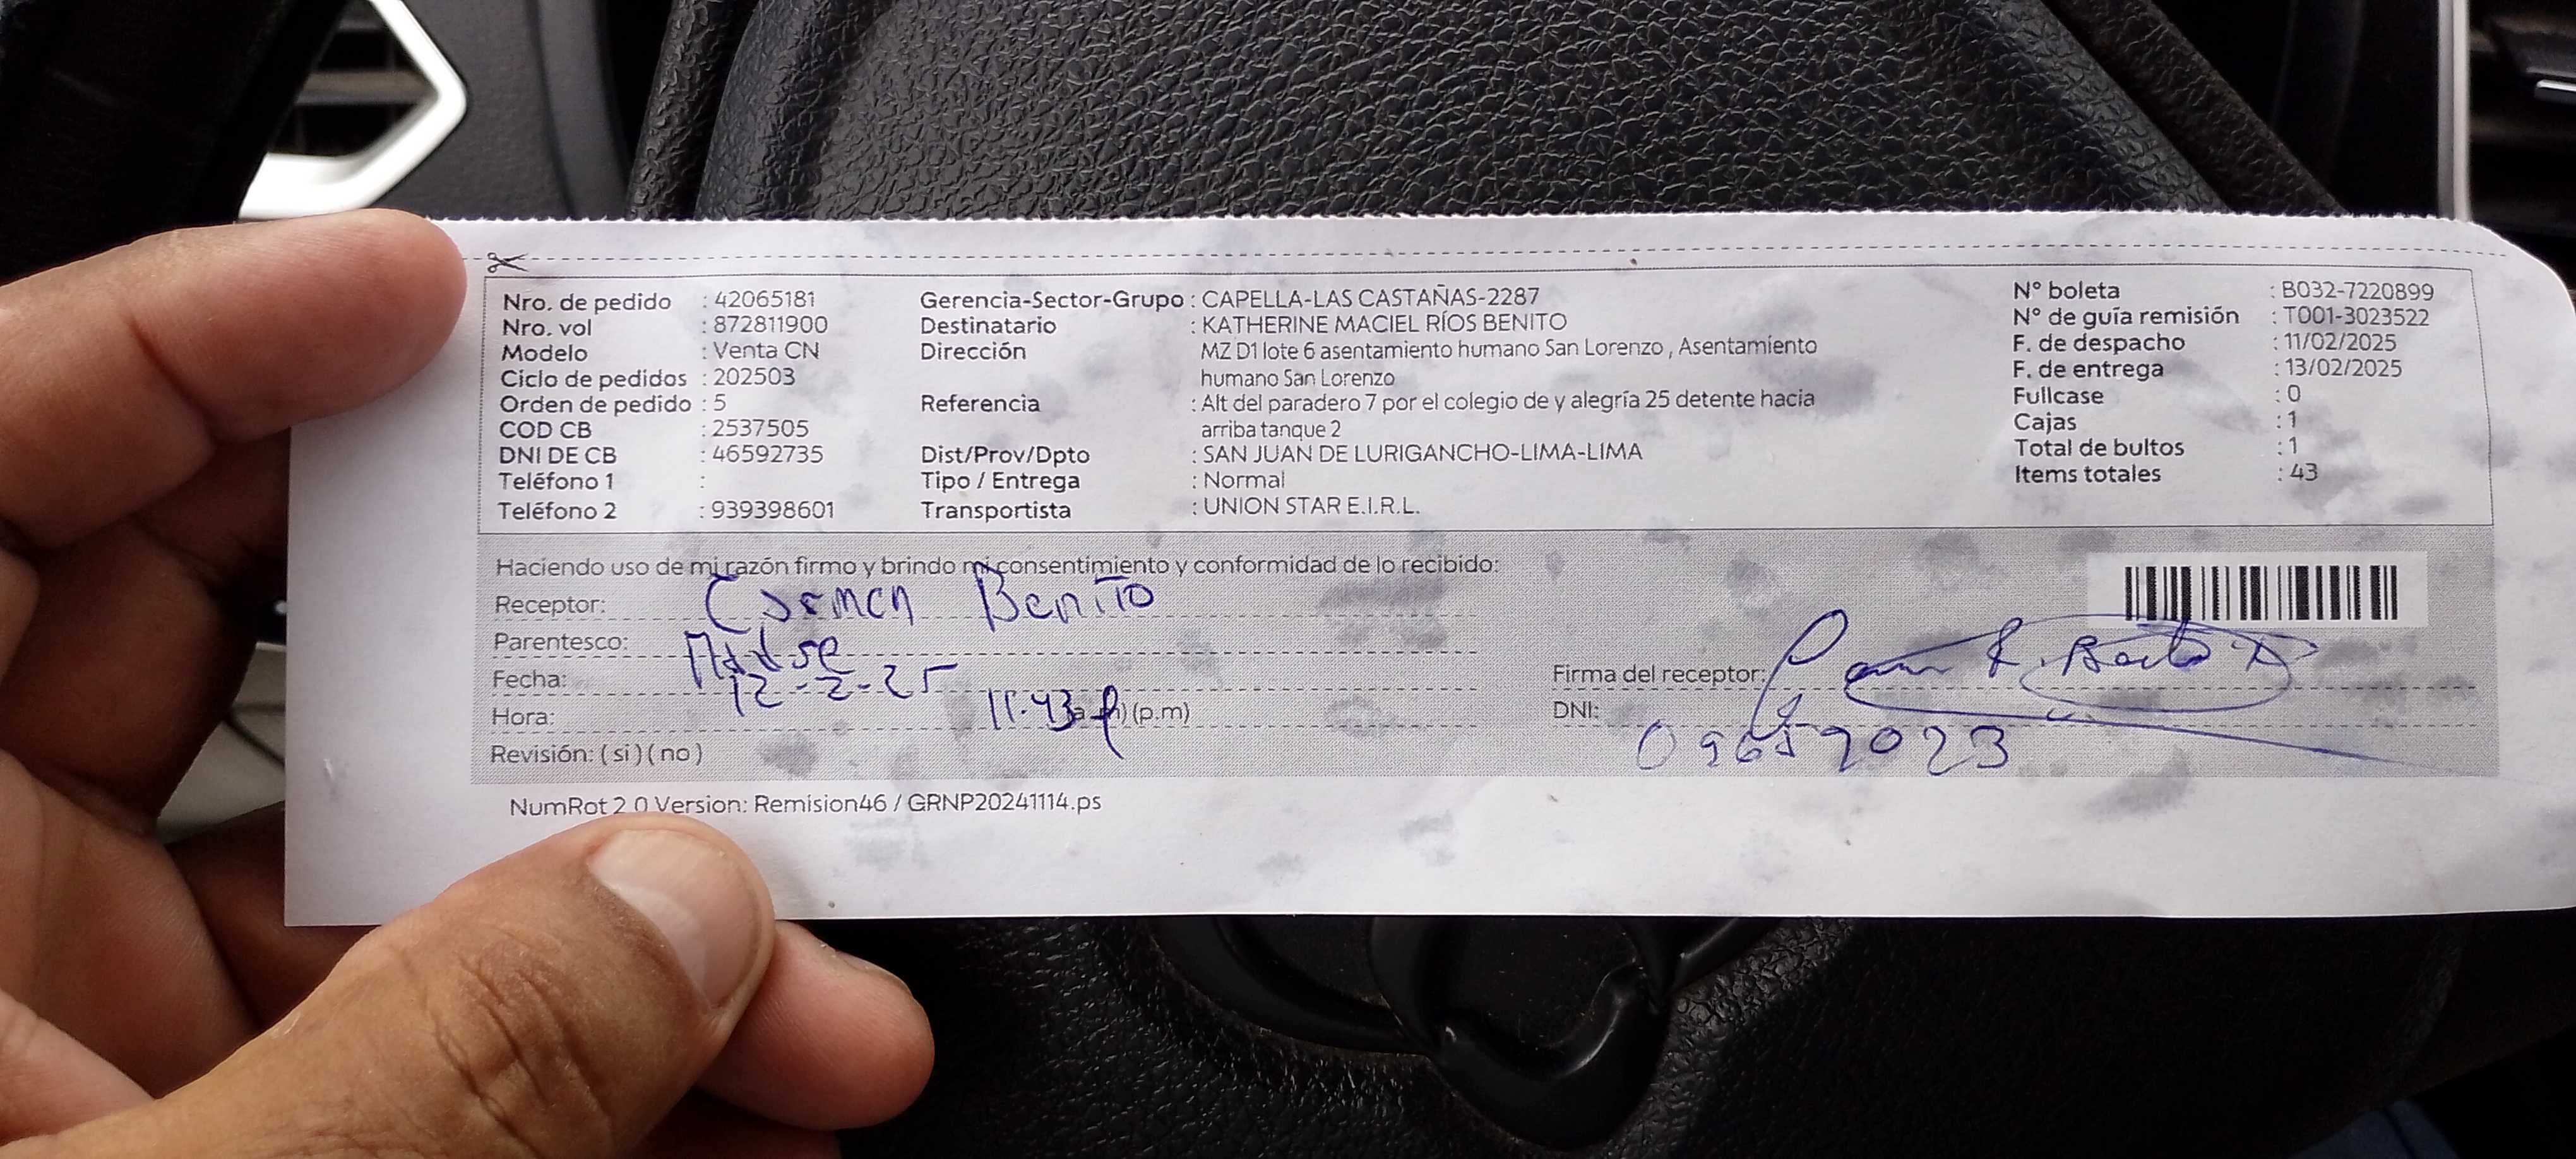 Nro. de pedido : 42065181
Nro. vol : 872811900
Modelo : Venta CN
Ciclo de pedidos : 202503
Orden de pedido : 5
COD CB : 2537505
DNI DE CB : 46592735
Teléfono 1 :
Teléfono 2 : 939398601
Gerencia-Sector-Grupo : CAPELLA-LAS CASTAÑAS-2287
Destinatario : KATHERINE MACIEL RÍOS BENITO
Dirección MZ D1 lote 6 asentamiento humano San Lorenzo , Asentamiento
humano San Lorenzo
Referencia : Alt del paradero 7 por el colegio de y alegría 25 detente hacia
arriba tanque 2
Dist/Prov/Dpto : SAN JUAN DE LURIGANCHO-LIMA-LIMA
Tipo / Entrega : Normal
Transportista : UNION STAR E.I.R.L.
N° boleta : B032-7220899
N° de guía remisión : T001-3023522
F. de despacho : 11/02/2025
F. de entrega : 13/02/2025
Fullcase : 0
Cajas : 1
Total de bultos : 1
Items totales : 43
Haciendo uso de mi razón firmo y brindo mi consentimiento y conformidad de lo recibido:
Receptor: Carmen Benito
Parentesco: Madre
Fecha: 12-2-25
Hora: 11:43 (p.m)
Revisión: ( si ) ( no )
Firma del receptor:
DNI:
NumRot 2.0 Version: Remision46 / GRNP20241114.ps